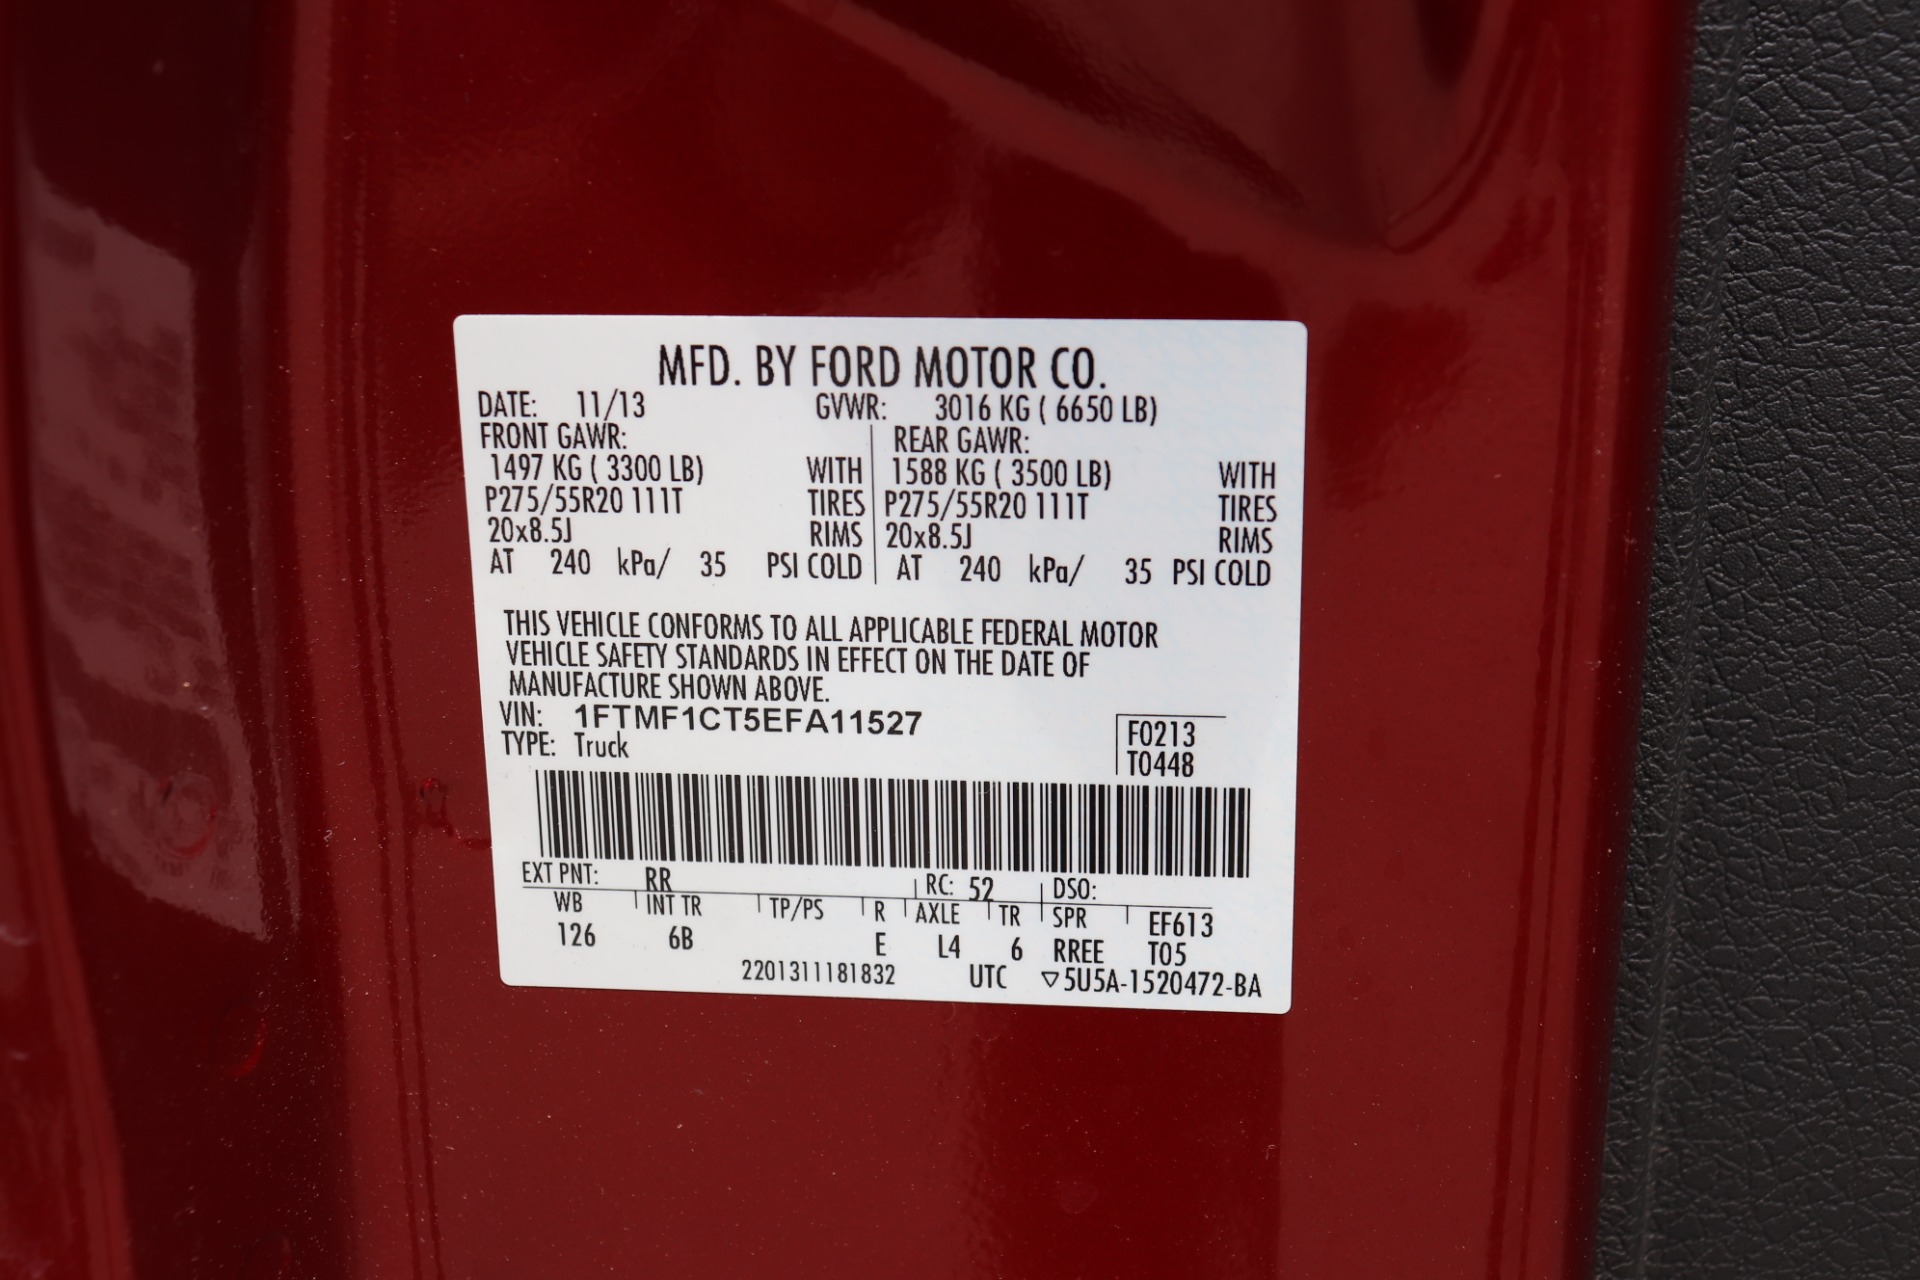 MFD. BY FORD MOTOR CO.
DATE: 11/13 GVWR: 3016 KG ( 6650 LB)
FRONT GAWR: REAR GAWR:
1497 KG ( 3300 LB) WITH 1588 KG ( 3500 LB) WITH
P275/55R20 111T TIRES P275/55R20 111T TIRES
20x8.5J RIMS 20x8.5J RIMS
AT 240 kPa/ 35 PSI COLD AT 240 kPa/ 35 PSI COLD
THIS VEHICLE CONFORMS TO ALL APPLICABLE FEDERAL MOTOR
VEHICLE SAFETY STANDARDS IN EFFECT ON THE DATE OF
MANUFACTURE SHOWN ABOVE.
VIN: 1FTMF1CT5EFA11527 F0213
TYPE: Truck T0448
EXT PNT: RR RC: 52 DSO:
WB INT TR TP/PS R AXLE TR SPR EF613
126 6B E L4 6 RREE T05
2201311181832 UTC ▽5U5A-1520472-BA